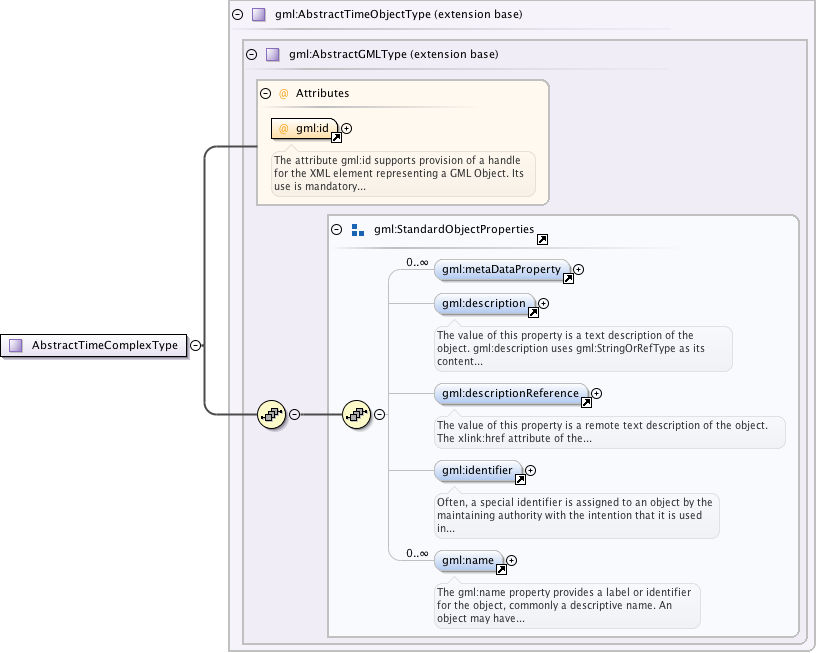 gml:AbstractTimeObjectType (extension base)
gml:AbstractGMLType (extension base)
@ Attributes
@ gml:id
The attribute gml:id supports provision of a handle
for the XML element representing a GML Object. Its
use is mandatory...
gml:StandardObjectProperties
0..∞
gml:metaDataProperty
gml:description
The value of this property is a text description of the
object. gml:description uses gml:StringOrRefType as its
content...
AbstractTimeComplexType
gml:descriptionReference
The value of this property is a remote text description of the object.
The xlink:href attribute of the...
gml:identifier
Often, a special identifier is assigned to an object by the
maintaining authority with the intention that it is used
in...
0..∞
gml:name
The gml:name property provides a label or identifier
for the object, commonly a descriptive name. An
object may have...